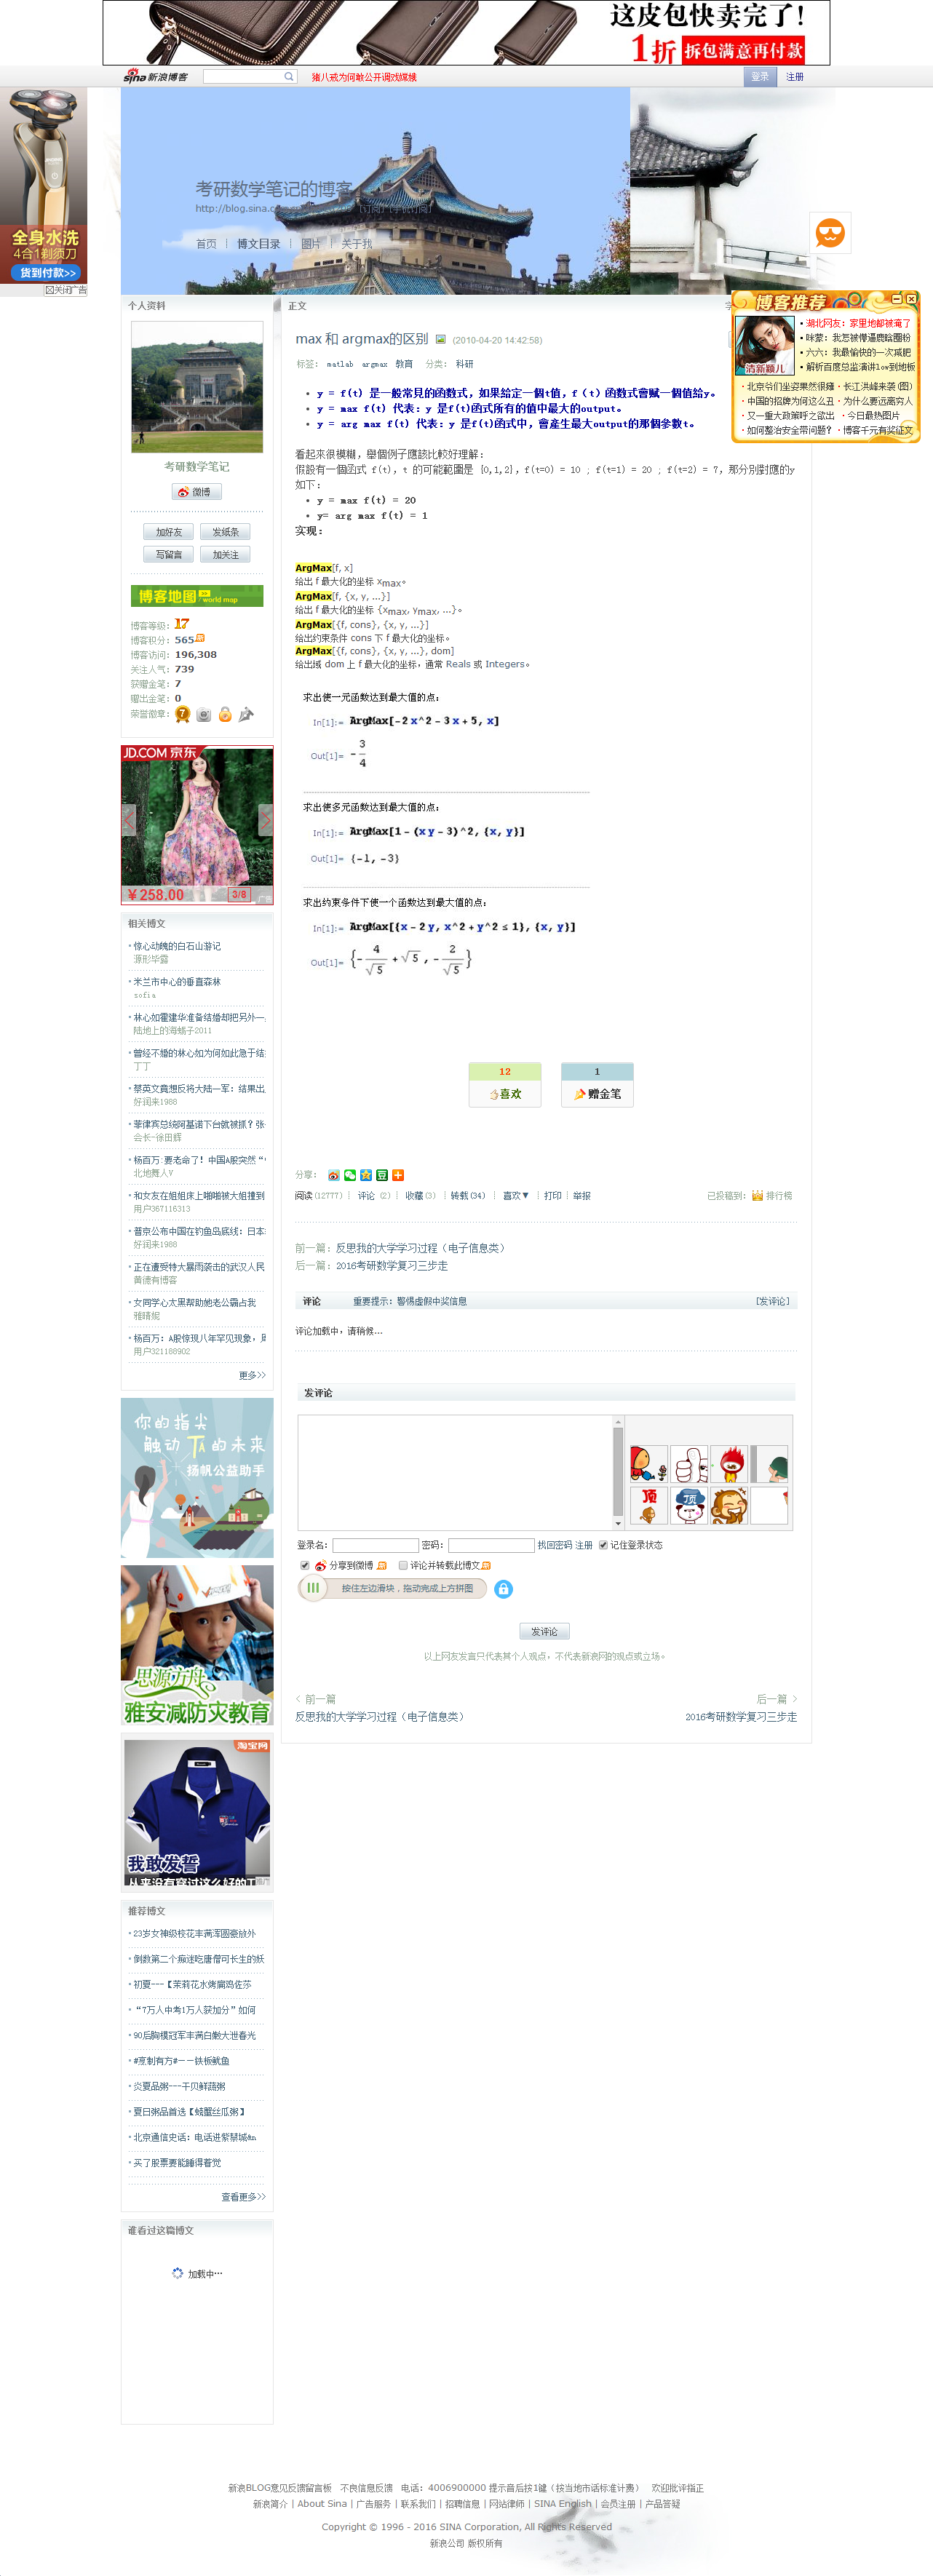 这皮包快卖完了!
1折 拆包满意再付款
sina 新浪博客
猪八戒为何敢公开调戏嫦娥
登录 注册
全身水洗
4合1剃须刀
货到付款>>
关闭广告
考研数学笔记的博客
首页 | 博文目录 | 图片 | 关于我
博客推荐
湖北网友: 家里地都被淹了
六六: 我最愉快的一次减肥
解析百度总监演讲low到地板
清新颖儿
长江洪峰来袭(图)
中国的招牌为何这么丑 · 为什么要远离穷人
又一重大政策呼之欲出 · 今日最热图片
如何整治安全带问题? · 博客千元有奖征文
个人资料
考研数学笔记
微博
加好友 发纸条
写留言 加关注
博客地图 world map
博客等级: 17
博客积分: 565
博客访问: 196,308
关注人气: 739
获赠金笔: 7
赠出金笔: 0
荣誉徽章:
正文
max 和 argmax的区别 (2010-04-20 14:42:58)
标签: matlab argmax 教育 分类: 科研
y = f(t) 是一般常見的函數式，如果給定一個t值，f（t）函數式會賦一個值給y。
y = max f(t) 代表：y 是f(t)函式所有的值中最大的output。
y = arg max f(t) 代表：y 是f(t)函式中，會產生最大output的那個參數t。
看起來很模糊，舉個例子應該比較好理解：
假設有一個函式 f(t)，t 的可能範圍是 {0,1,2}，f(t=0) = 10 ; f(t=1) = 20 ; f(t=2) = 7，那分別對應的y
如下：
y = max f(t) = 20
y= arg max f(t) = 1
实现：
ArgMax[f, x]
给出 f 最大化的坐标 xmax。
ArgMax[f, {x, y, ...}]
给出 f 最大化的坐标 {xmax, ymax, ...}。
ArgMax[{f, cons}, {x, y, ...}]
给出约束条件 cons 下 f 最大化的坐标。
ArgMax[{f, cons}, {x, y, ...}, dom]
给出域 dom 上 f 最大化的坐标，通常 Reals 或 Integers。
求出使一元函数达到最大值的点：
In[1]:= ArgMax[-2 x^2 - 3 x + 5, x]
Out[1]= -3/4
求出使多元函数达到最大值的点：
In[1]:= ArgMax[1 - (x y - 3)^2, {x, y}]
Out[1]= {-1, -3}
求出约束条件下使一个函数达到最大值的点：
In[1]:= ArgMax[{x - 2 y, x^2 + y^2 ≤ 1}, {x, y}]
Out[1]= {-4/√5 + √5, -2/√5}
12 1
喜欢 赠金笔
分享:
阅读(12777) | 评论 (2) | 收藏(3) | 转载(34) | 喜欢▼ | 打印 | 举报 已投稿到: 排行榜
前一篇：反思我的大学学习过程（电子信息类）
后一篇：2016考研数学复习三步走
评论 重要提示：警惕虚假中奖信息 [发评论]
评论加载中，请稍候...
发评论
顶 顶
登录名: 密码: 找回密码 注册 记住登录状态
分享到微博 评论并转载此博文
按住左边滑块，拖动完成上方拼图
发评论
以上网友发言只代表其个人观点，不代表新浪网的观点或立场。
< 前一篇 后一篇 >
反思我的大学学习过程（电子信息类） 2016考研数学复习三步走
JD.COM 京东
¥258.00 3/8
相关博文
惊心动魄的白石山游记
源形毕露
米兰市中心的垂直森林
sofia
林心如霍建华准备结婚却把另外一
陆地上的海蛎子2011
曾经不婚的林心如为何如此急于结
丁丁
蔡英文竟想反将大陆一军：结果出
好润来1988
菲律宾总统阿基诺下台就被抓？张
会长-徐田辉
杨百万:要老命了！中国A股突然“
北地舞人V
和女友在姐姐床上啪啪被大姐撞到
用户367116313
普京公布中国在钓鱼岛底线：日本
好润来1988
正在遭受特大暴雨袭击的武汉人民
黄德有博客
女同学心太黑帮助她老公霸占我
雅晴妮
杨百万：A股惊现八年罕见现象，
用户321188902
更多>>
你的指尖
触动TA的未来
扬帆公益助手
思源方舟
雅安减防灾教育
淘宝网
我敢发誓
从来没有穿过这么好的T
推荐博文
23岁女神级校花丰满浑圆豪放外
倒数第二个痴迷吃唐僧可长生的妖
初夏---【茉莉花水烤扁鸡佐莎
“7万人中考1万人获加分”如何
90后胸模冠军丰满白嫩大泄春光
#烹制有方#——铁板鱿鱼
炎夏品粥---干贝鲜蔬粥
夏日粥品首选【螃蟹丝瓜粥】
北京通信史话：电话进紫禁城
买了股票要能睡得着觉
查看更多>>
谁看过这篇博文
加载中…
新浪BLOG意见反馈留言板 不良信息反馈 电话：4006900000 提示音后按1键（按当地市话标准计费） 欢迎批评指正
新浪简介 | About Sina | 广告服务 | 联系我们 | 招聘信息 | 网站律师 | SINA English | 会员注册 | 产品答疑
Copyright © 1996 - 2016 SINA Corporation, All Rights Reserved
新浪公司 版权所有